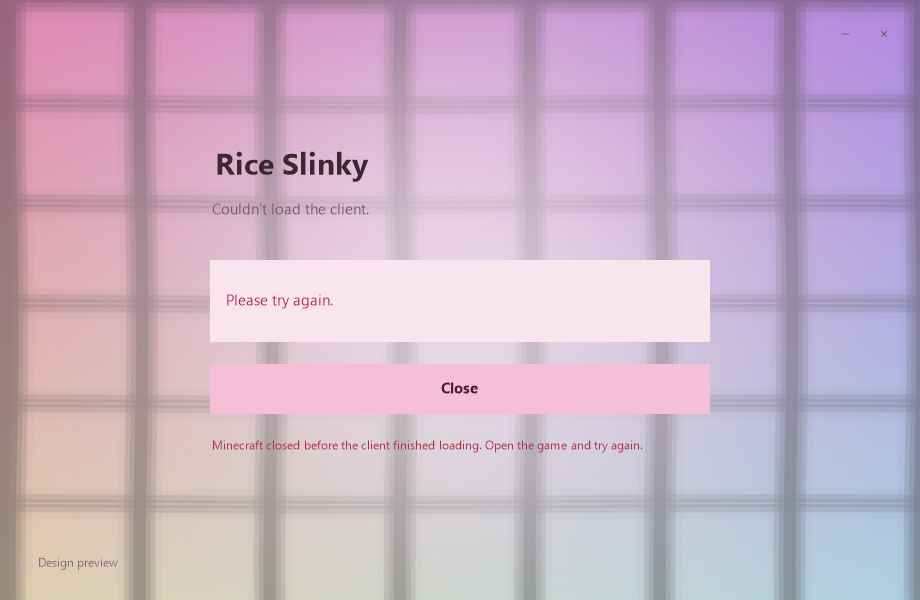 Rice Slinky
Couldn't load the client.
Please try again.
Close
Minecraft closed before the client finished loading. Open the game and try again.
Design preview